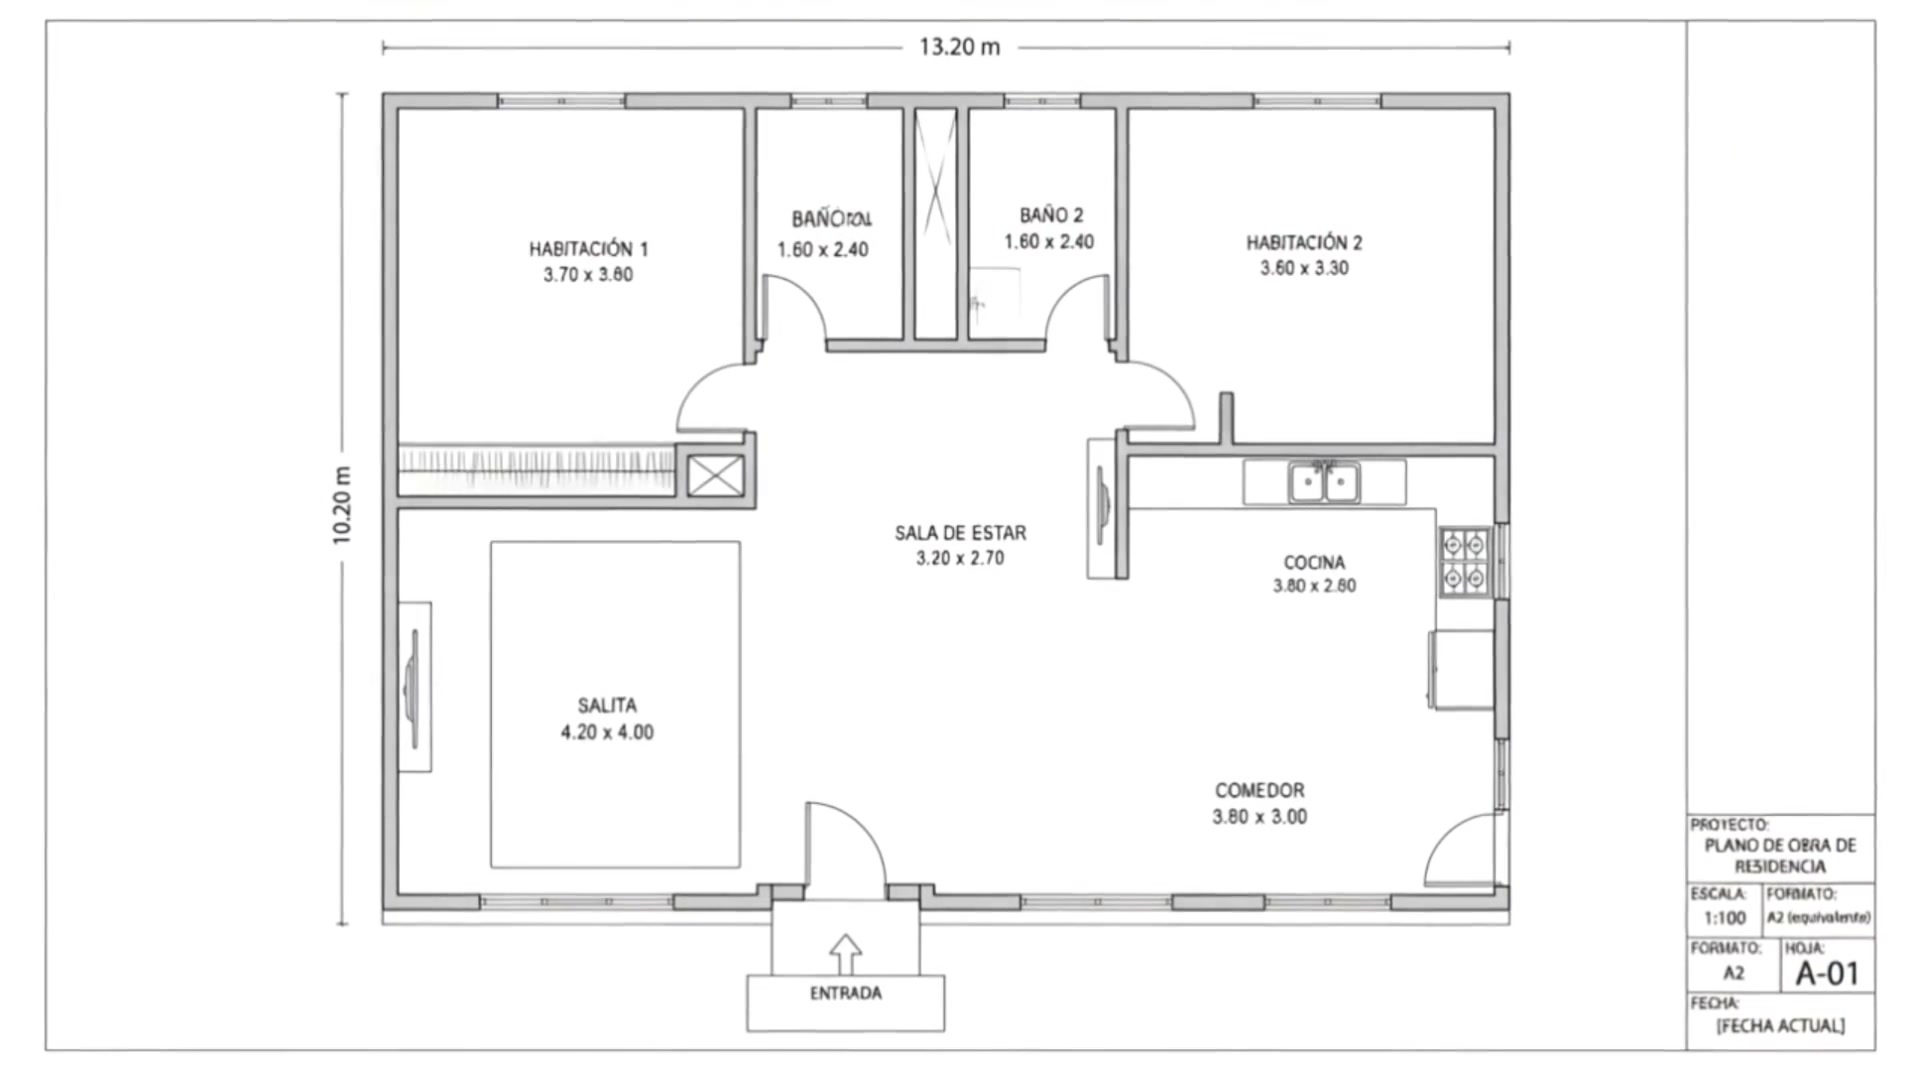 13.20 m
10.20 m
HABITACIÓN 1
3.70 x 3.80
1.60 x 2.40
BAÑO 2
1.60 x 2.40
HABITACIÓN 2
3.60 x 3.30
SALA DE ESTAR
3.20 x 2.70
COCINA
3.80 x 2.80
SALITA
4.20 x 4.00
COMEDOR
3.80 x 3.00
ENTRADA
PROYECTO:
PLANO DE OBRA DE
RESIDENCIA
ESCALA:
1:100
FORMATO:
A2 (equivalente)
FORMATO:
A2
HOJA:
A-01
FECHA:
[FECHA ACTUAL]